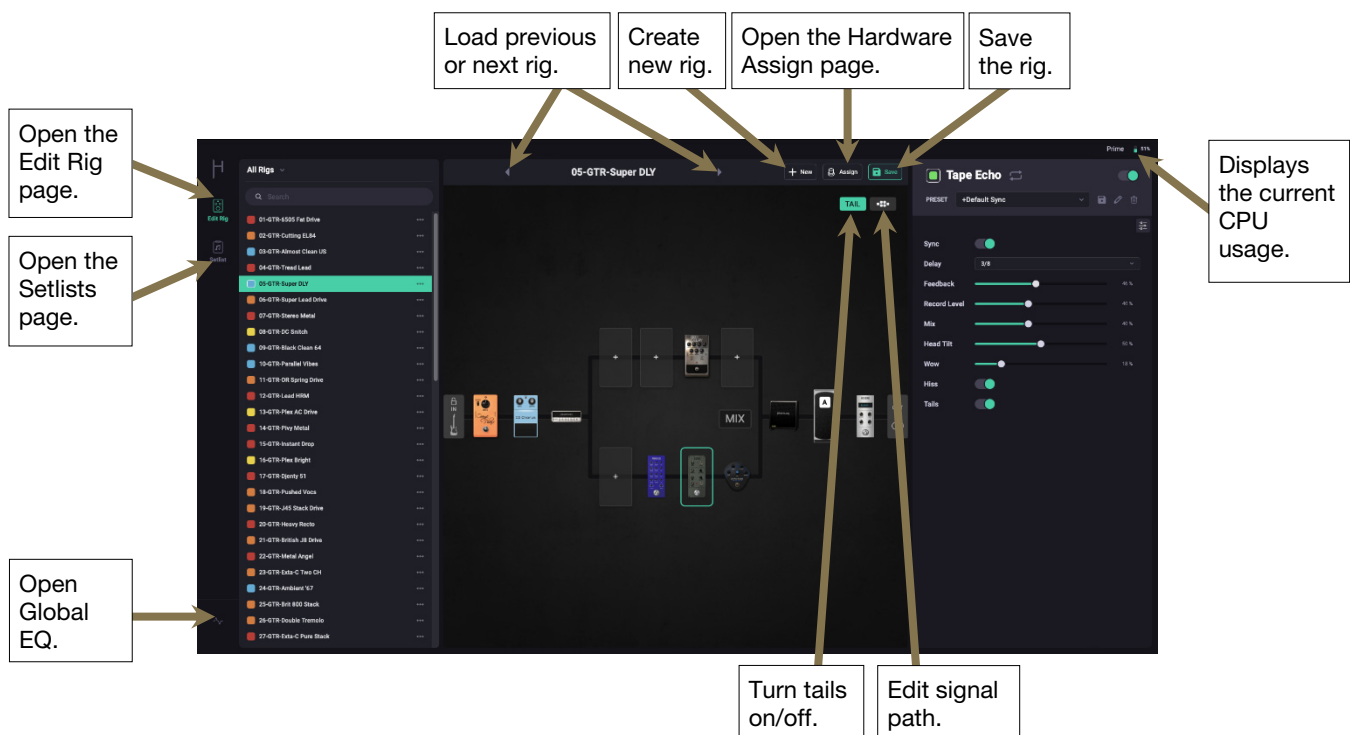 Load previous
or next rig.
Create
new rig.
Open the Hardware
Assign page.
Save
the rig.
Open the
Edit Rig
page.
Open the
Setlists
page.
Open
Global
EQ.
Displays
the current
CPU
usage.
Turn tails
on/off.
Edit signal
path.
Prime 51%
Edit Rig
Setlist
All Rigs
Search
01-GTR-6505 Fat Drive
02-GTR-Cutting EL84
03-GTR-Almost Clean US
04-GTR-Tread Lead
05-GTR-Super DLY
06-GTR-Super Lead Drive
07-GTR-Stereo Metal
08-GTR-DC Snitch
09-GTR-Black Clean 64
10-GTR-Parallel Vibes
11-GTR-DR Spring Drive
12-GTR-Lead HRM
13-GTR-Plex AC Drive
14-GTR-Pivy Metal
15-GTR-Instant Drop
16-GTR-Plex Bright
17-GTR-Djenty 51
18-GTR-Pushed Vocs
19-GTR-J45 Stack Drive
20-GTR-Heavy Recto
21-GTR-British J8 Drive
22-GTR-Metal Angel
23-GTR-Exta-C Two CH
24-GTR-Ambiant '67
25-GTR-Brit 800 Stack
26-GTR-Double Tremolo
27-GTR-Exta-C Pure Stack
05-GTR-Super DLY
New
Assign
Save
TAIL
IN
MIX
A
Tape Echo
PRESET +Default Sync
Sync
Delay 3/8
Feedback
Record Level
Mix
Head Tilt
Wow
Hiss
Tails